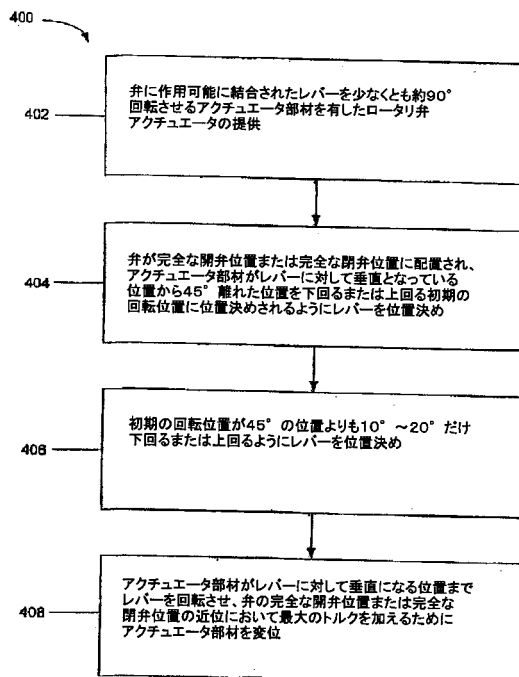 400
402
弁に作用可能に結合されたレバーを少なくとも約90°
回転させるアクチュエータ部材を有したロータリ弁
アクチュエータの提供
404
弁が完全な開弁位置または完全な閉弁位置に配置され、
アクチュエータ部材がレバーに対して垂直となっている
位置から45°離れた位置を下回るまたは上回る初期の
回転位置に位置決めされるようにレバーを位置決め
406
初期の回転位置が45°の位置よりも10°～20°だけ
下回るまたは上回るようにレバーを位置決め
408
アクチュエータ部材がレバーに対して垂直になる位置まで
レバーを回転させ、弁の完全な開弁位置または完全な
閉弁位置の近位において最大のトルクを加えるために
アクチュエータ部材を変位